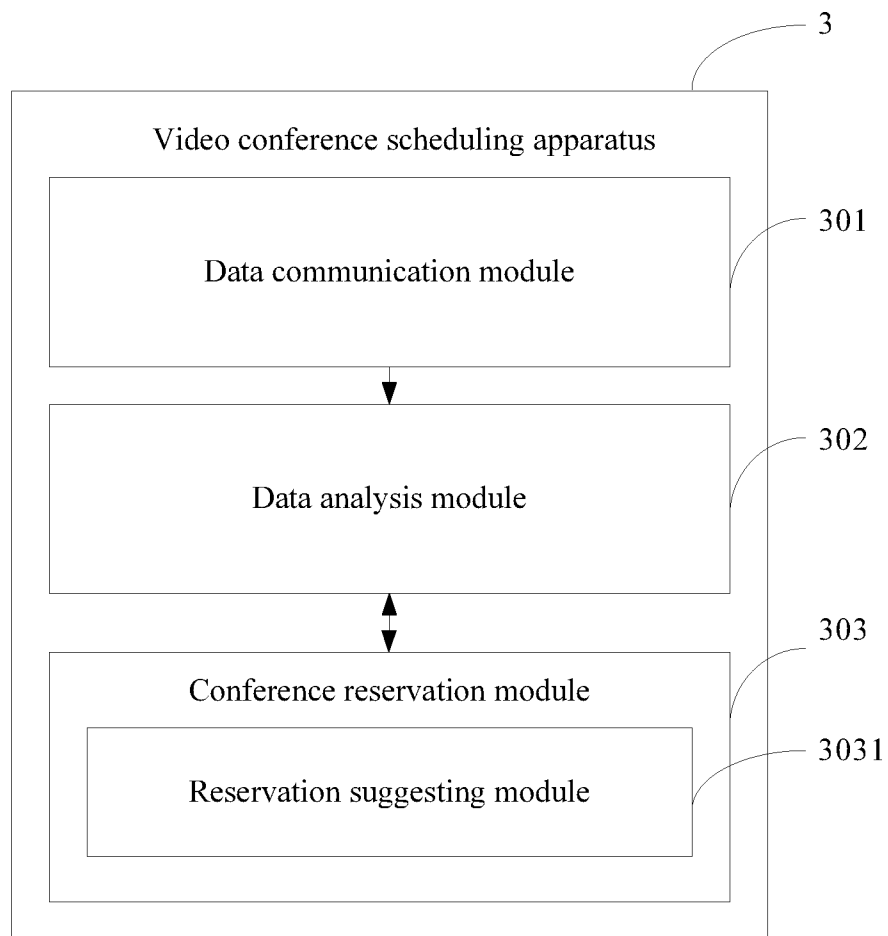 3
Video conference scheduling apparatus
301
Data communication module
302
Data analysis module
303
Conference reservation module
3031
Reservation suggesting module